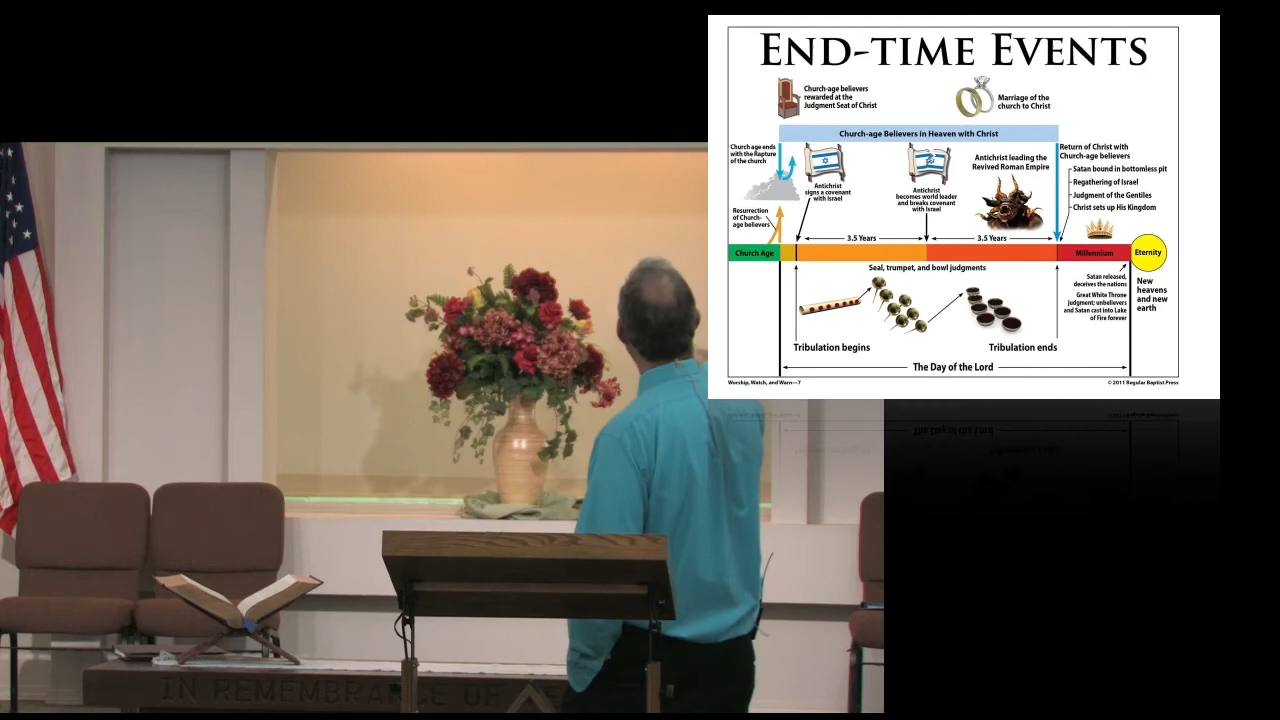 END-TIME EVENTS
Church-age believers
rewarded at the
Judgment Seat of Christ
Marriage of the
church to Christ
Church-age Believers in Heaven with Christ
Church age ends
with the Rapture
of the church
Antichrist
signs a covenant
with Israel
Antichrist
becomes world leader
and breaks covenant
with Israel
Antichrist leading the
Revived Roman Empire
Return of Christ with
Church-age believers
Satan bound in bottomless pit
Regathering of Israel
Judgment of the Gentiles
Christ sets up His Kingdom
Resurrection
of Church-
age believers
3.5 Years
3.5 Years
Church Age
Millennium
Eternity
Seal, trumpet, and bowl judgments
Satan released,
deceives the nations
Great White Throne
Judgment; unbelievers
and Satan cast into Lake
of Fire forever
New
heavens
and new
earth
Tribulation begins
Tribulation ends
The Day of the Lord
Worship, Watch, and Warn—7
© 2011 Regular Baptist Press
IN REMEMBRANCE OF